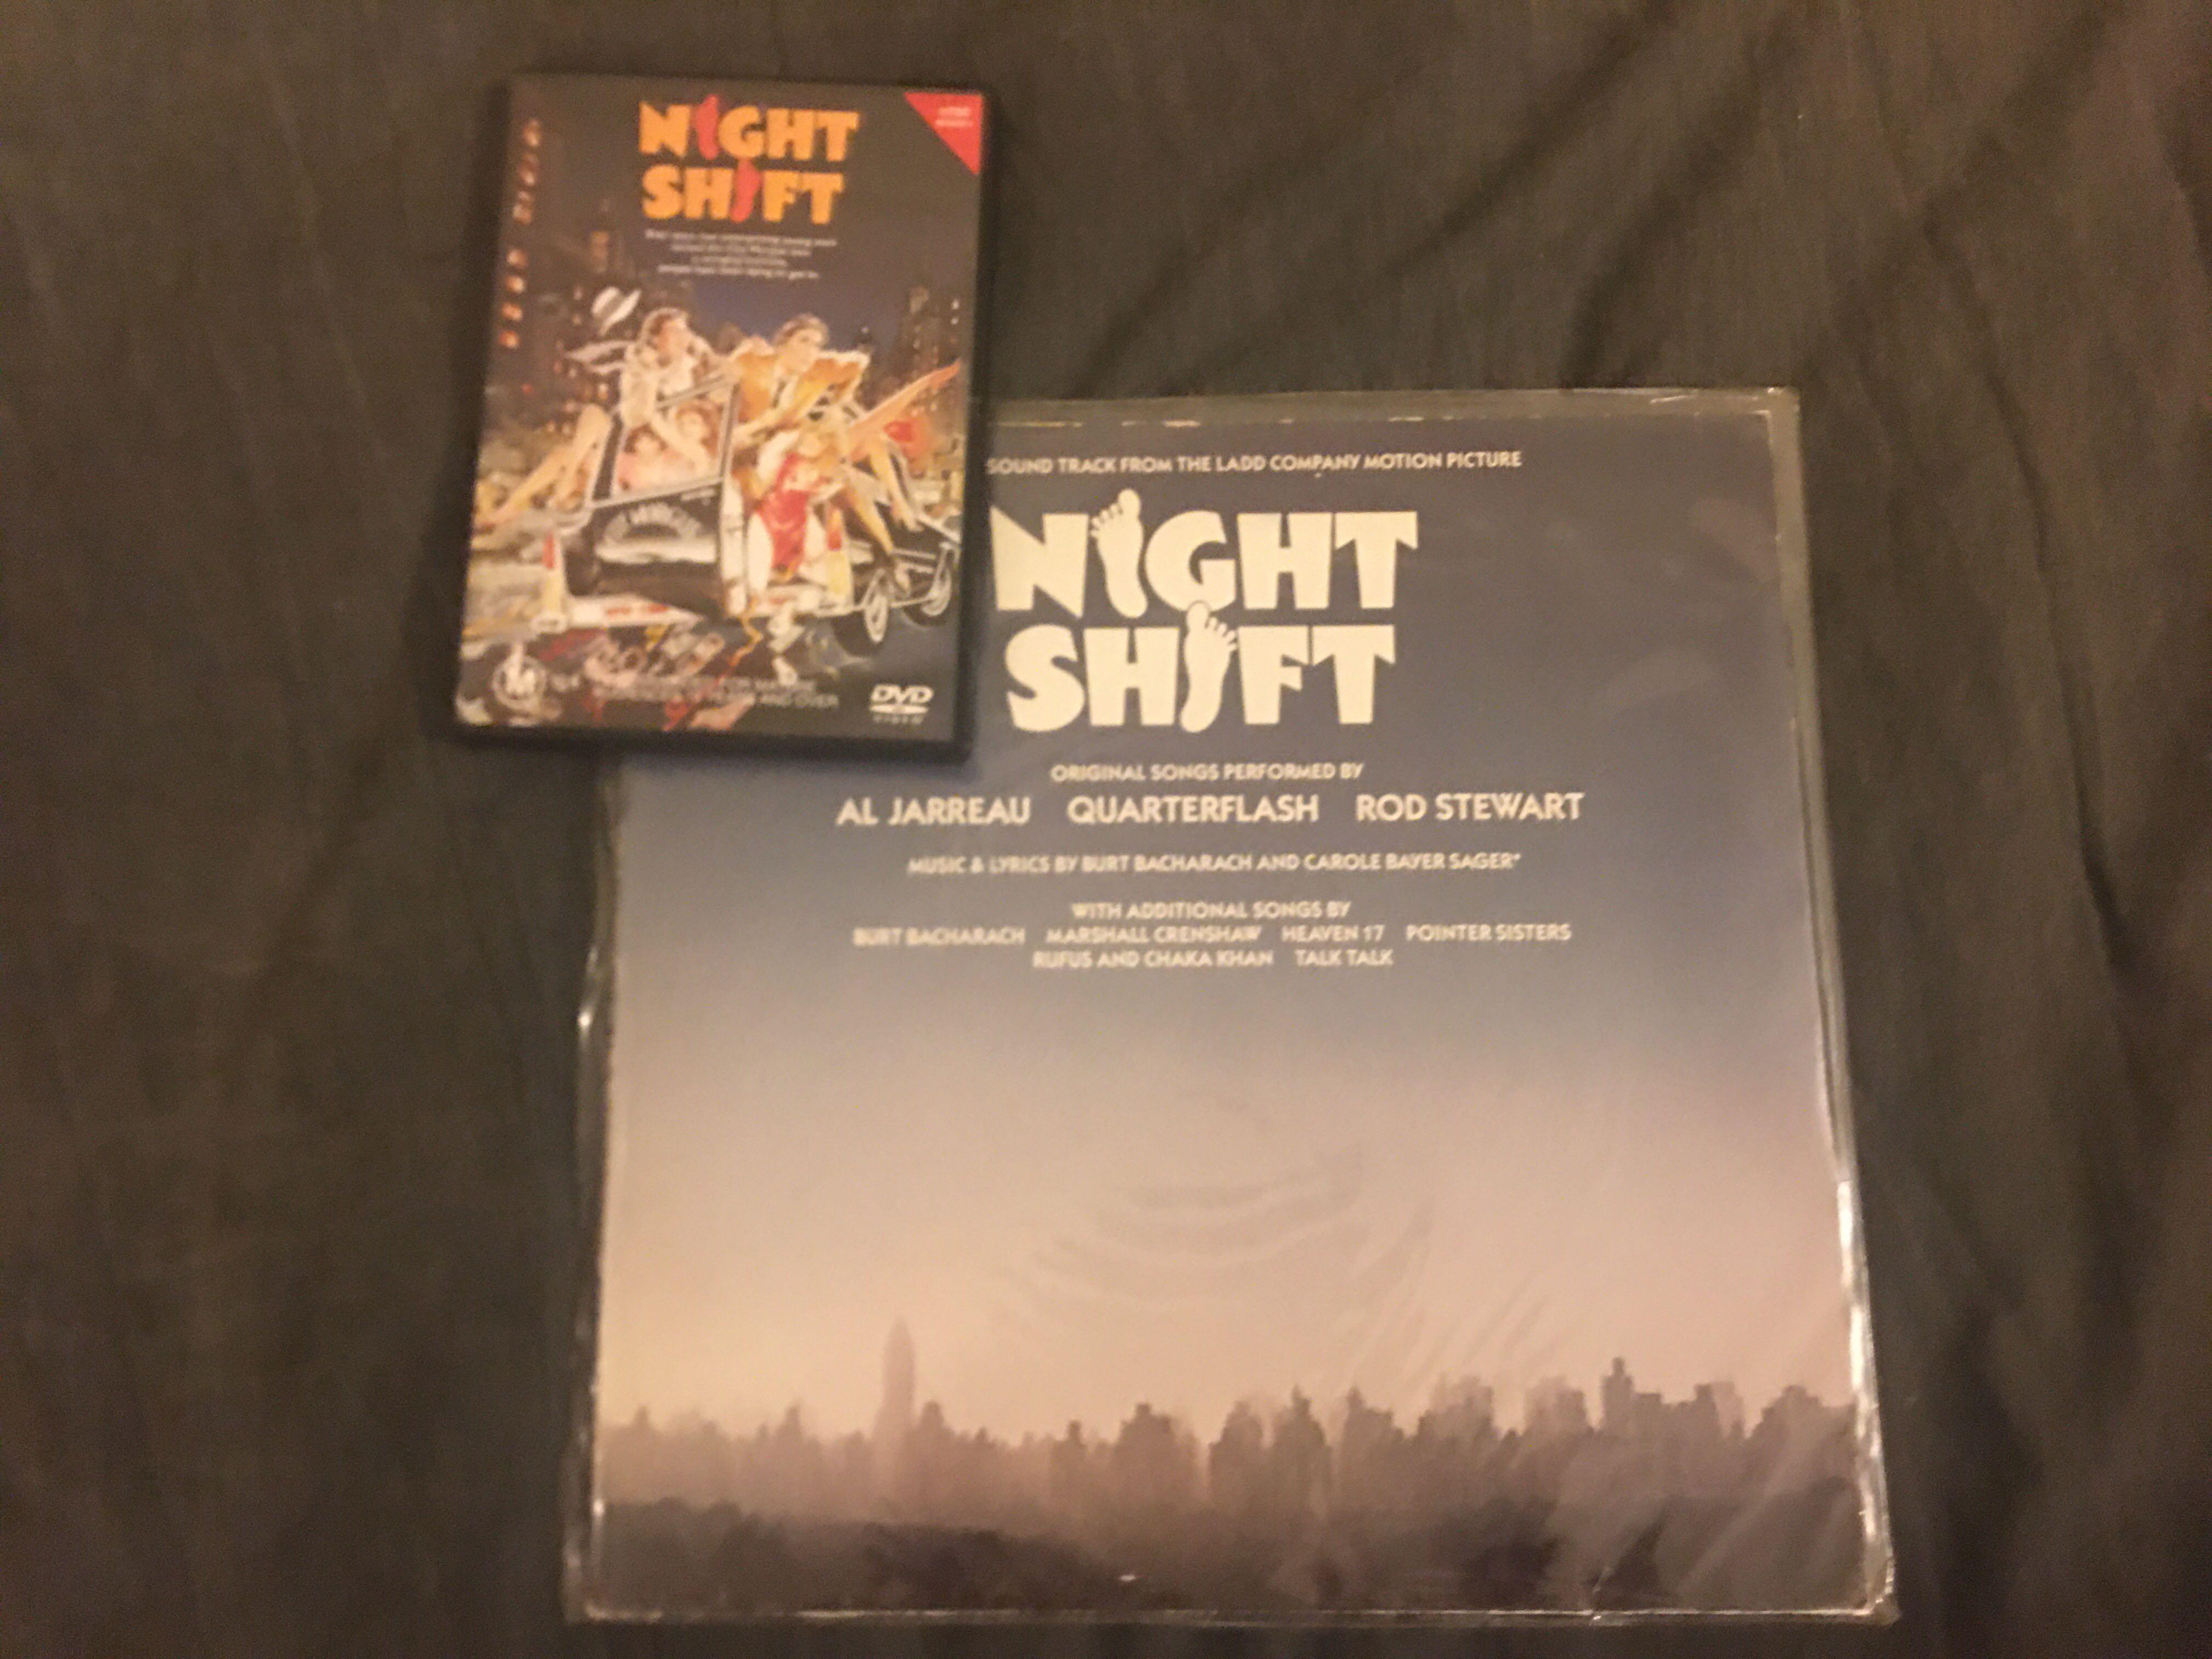 NIGHT
SHIFT
DVD
VIDEO
SOUND TRACK FROM THE LADD COMPANY MOTION PICTURE
NIGHT
SHIFT
ORIGINAL SONGS PERFORMED BY
AL JARREAU QUARTERFLASH ROD STEWART
MUSIC & LYRICS BY BURT BACHARACH AND CAROLE BAYER SAGER*
WITH ADDITIONAL SONGS BY
BURT BACHARACH MARSHALL CRENSHAW HEAVEN 17 POINTER SISTERS
RUFUS AND CHAKA KHAN TALK TALK